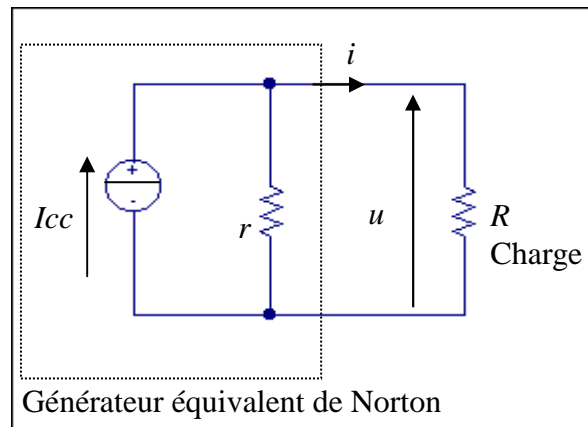 i
+
-
Icc
r
u
R
Charge
Générateur équivalent de Norton